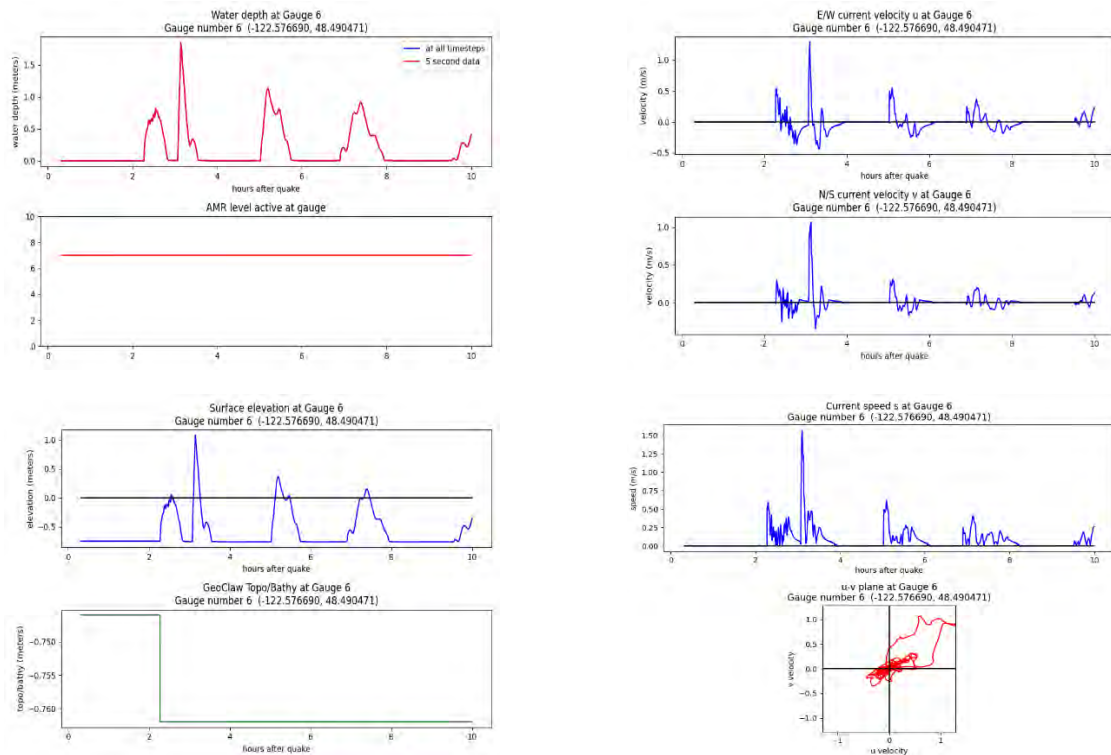 Water depth at Gauge 6
Gauge number 6 (-122.576690, 48.490471)
at all timesteps
5 second data
water depth (meters)
1.5
1.0
0.5
0.0
0 2 4 6 8 10
hours after quake
AMR level active at gauge
10
8
6
4
2
0
0 2 4 6 8 10
hours after quake
Surface elevation at Gauge 6
Gauge number 6 (-122.576690, 48.490471)
elevation (meters)
1.0
0.5
0.0
−0.5
0 2 4 6 8 10
hours after quake
GeoClaw Topo/Bathy at Gauge 6
Gauge number 6 (-122.576690, 48.490471)
topo/bathy (meters)
−0.750
−0.755
−0.760
0 2 4 6 8 10
hours after quake
E/W current velocity u at Gauge 6
Gauge number 6 (-122.576690, 48.490471)
velocity (m/s)
1.0
0.5
0.0
−0.5
0 2 4 6 8 10
hours after quake
N/S current velocity v at Gauge 6
Gauge number 6 (-122.576690, 48.490471)
velocity (m/s)
1.0
0.5
0.0
0 2 4 6 8 10
hours after quake
Current speed s at Gauge 6
Gauge number 6 (-122.576690, 48.490471)
speed (m/s)
1.50
1.25
1.00
0.75
0.50
0.25
0.00
0 2 4 6 8 10
hours after quake
u-v plane at Gauge 6
Gauge number 6 (-122.576690, 48.490471)
v velocity
1.0
0.5
0.0
−0.5
−1.0
−1 0 1
u velocity